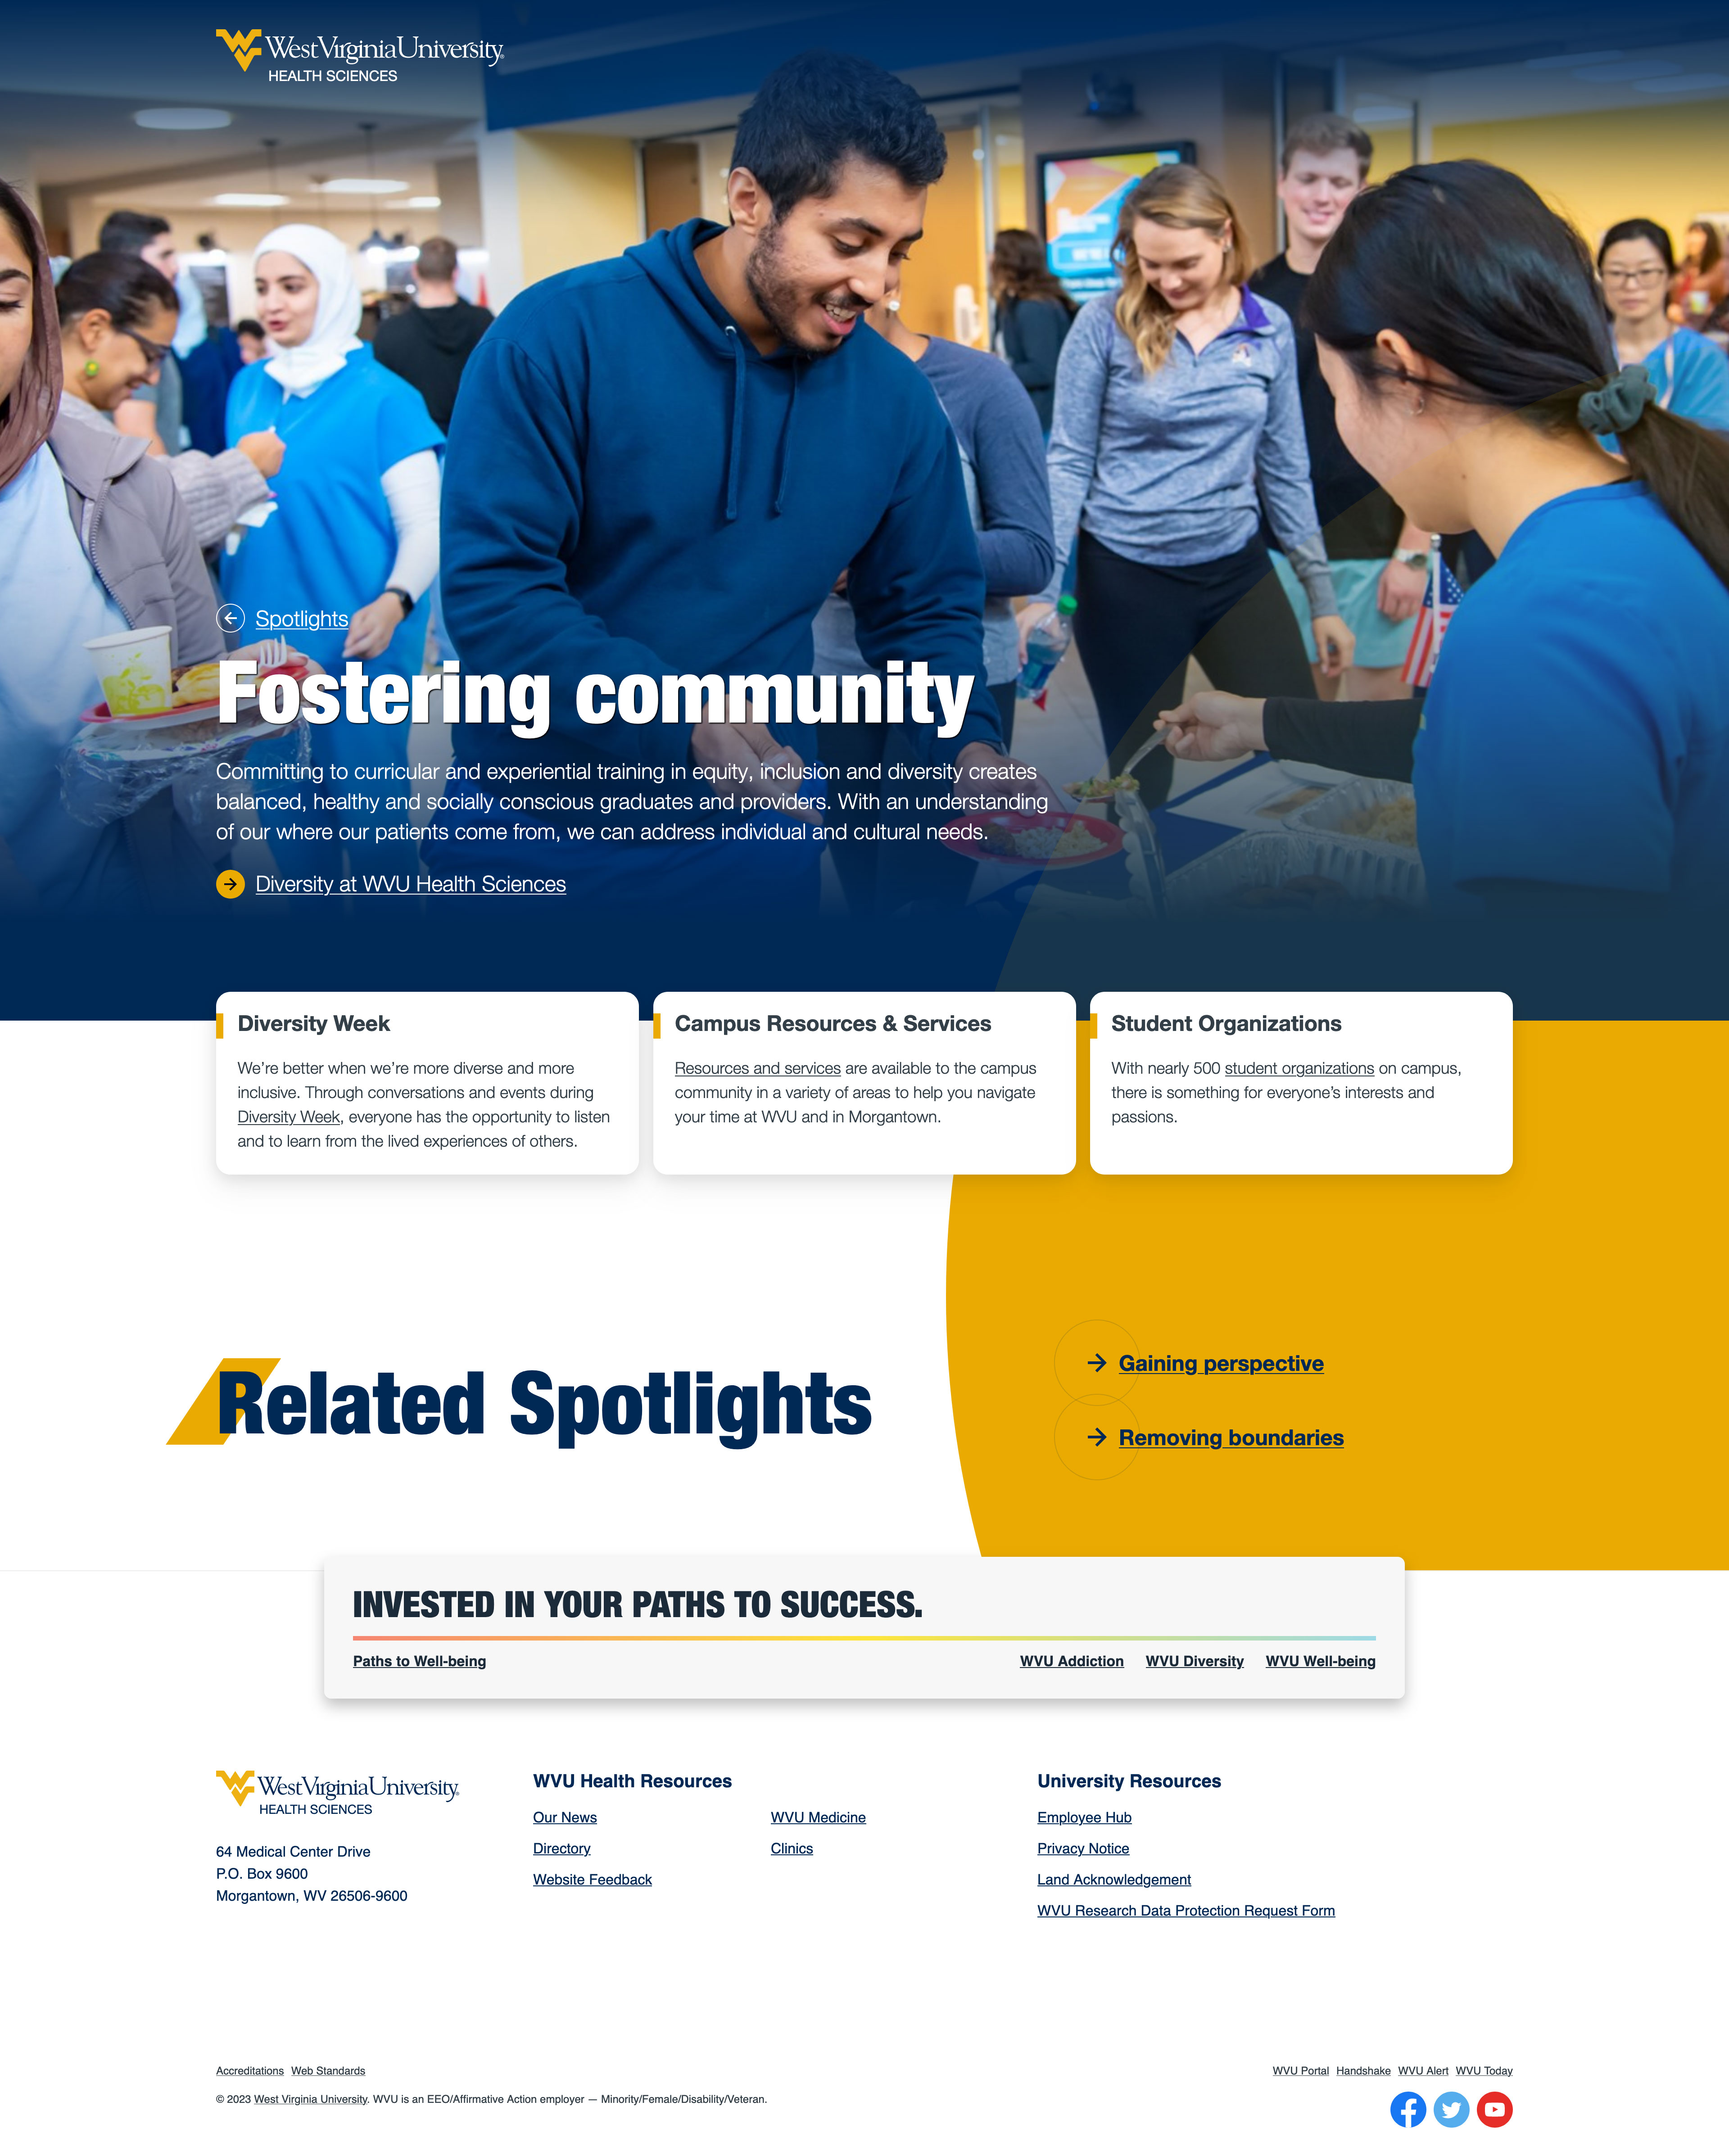 WestVirginiaUniversity
HEALTH SCIENCES
Spotlights
Fostering community
Committing to curricular and experiential training in equity, inclusion and diversity creates
balanced, healthy and socially conscious graduates and providers. With an understanding
of our where our patients come from, we can address individual and cultural needs.
Diversity at WVU Health Sciences
Diversity Week
We’re better when we’re more diverse and more
inclusive. Through conversations and events during
Diversity Week, everyone has the opportunity to listen
and to learn from the lived experiences of others.
Campus Resources & Services
Resources and services are available to the campus
community in a variety of areas to help you navigate
your time at WVU and in Morgantown.
Student Organizations
With nearly 500 student organizations on campus,
there is something for everyone’s interests and
passions.
Related Spotlights
Gaining perspective
Removing boundaries
INVESTED IN YOUR PATHS TO SUCCESS.
Paths to Well-being
WVU Addiction WVU Diversity WVU Well-being
WestVirginiaUniversity
HEALTH SCIENCES
64 Medical Center Drive
P.O. Box 9600
Morgantown, WV 26506-9600
WVU Health Resources
Our News
Directory
Website Feedback
WVU Medicine
Clinics
University Resources
Employee Hub
Privacy Notice
Land Acknowledgement
WVU Research Data Protection Request Form
Accreditations Web Standards
© 2023 West Virginia University. WVU is an EEO/Affirmative Action employer — Minority/Female/Disability/Veteran.
WVU Portal Handshake WVU Alert WVU Today